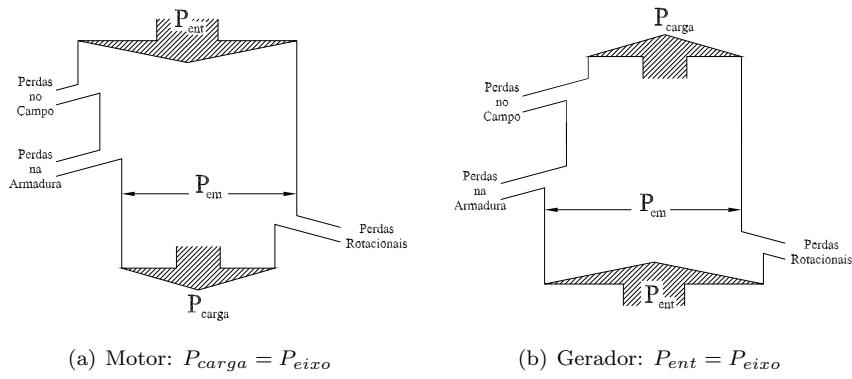 P_ent
Perdas
no
Campo
Perdas
na
Armadura
P_em
Perdas
Rotacionais
P_carga
(a) Motor: P_carga = P_eixo
P_carga
Perdas
no
Campo
Perdas
na
Armadura
P_em
Perdas
Rotacionais
P_ent
(b) Gerador: P_ent = P_eixo